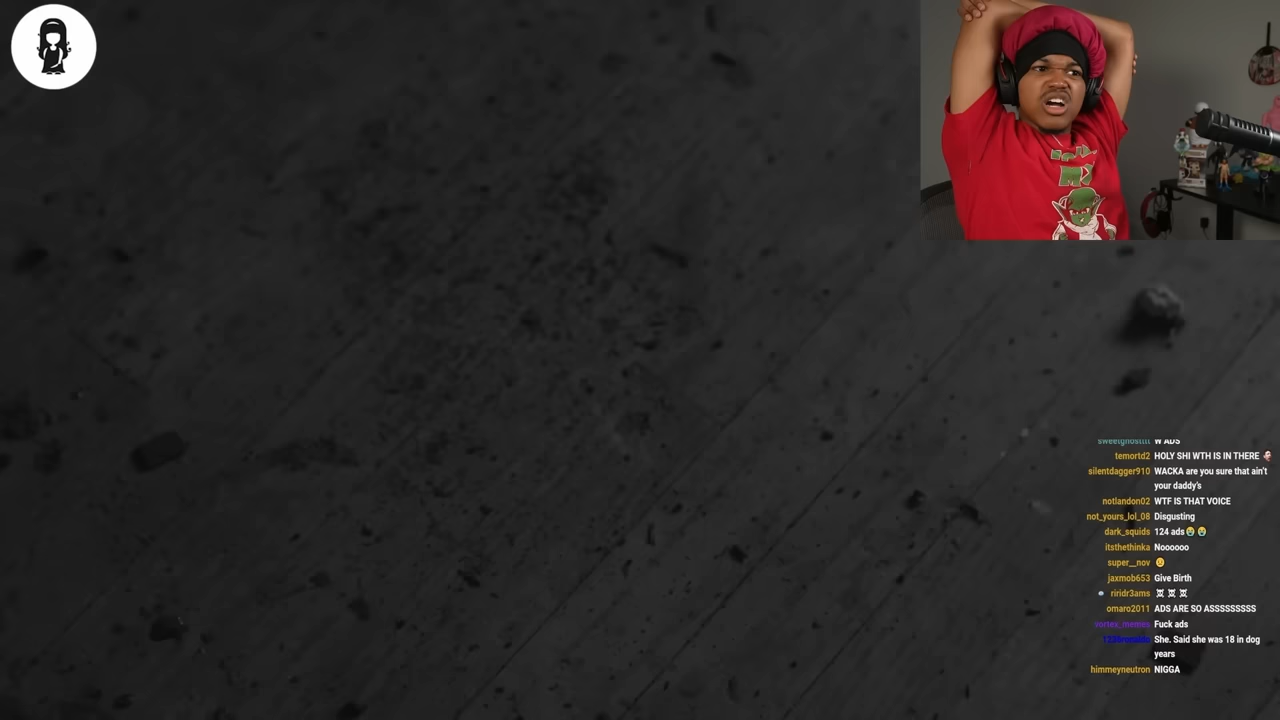 sweetghostttt W ADS
temortd2 HOLY SHI WTH IS IN THERE
silentdagger910 WACKA are you sure that ain't
your daddy's
notlandon02 WTF IS THAT VOICE
not_yours_lol_08 Disgusting
dark_squids 124 ads😭😭
itsthethinka Noooooo
super__nov
jaxmob653 Give Birth
riridr3ams ☠ ☠ ☠
omaro2011 ADS ARE SO ASSSSSSSSS
vortex_memes Fuck ads
She. Said she was 18 in dog
years
himmeyneutron NIGGA